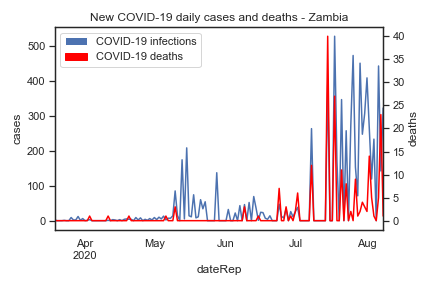 New COVID-19 daily cases and deaths - Zambia
COVID-19 infections
COVID-19 deaths
cases
500
400
300
200
100
0
deaths
40
35
30
25
20
15
10
5
0
Apr
2020
May
Jun
Jul
Aug
dateRep